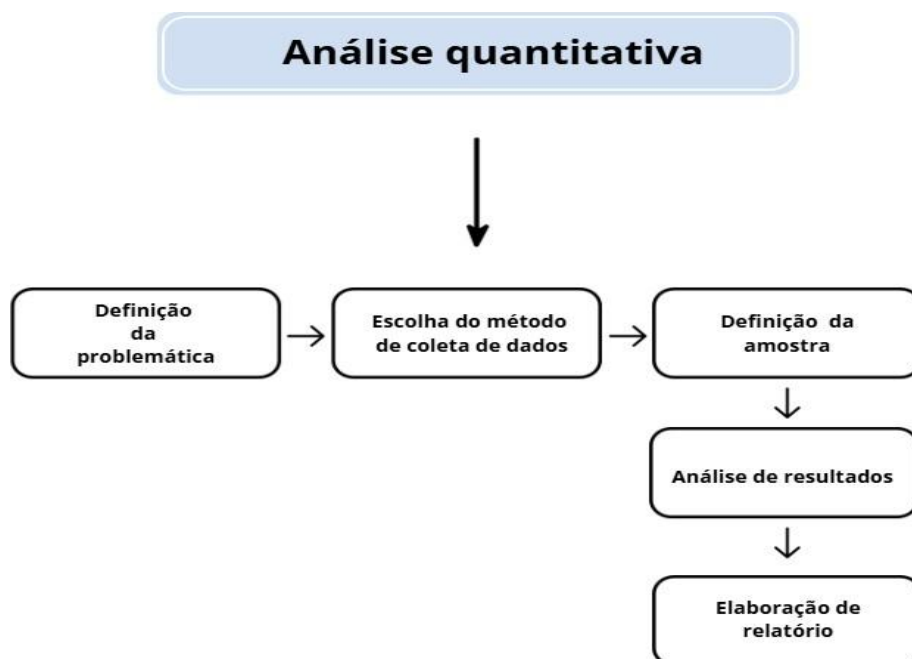 Análise quantitativa
Definição
da
problemática
Escolha do método
de coleta de dados
Definição da
amostra
Análise de resultados
Elaboração de
relatório